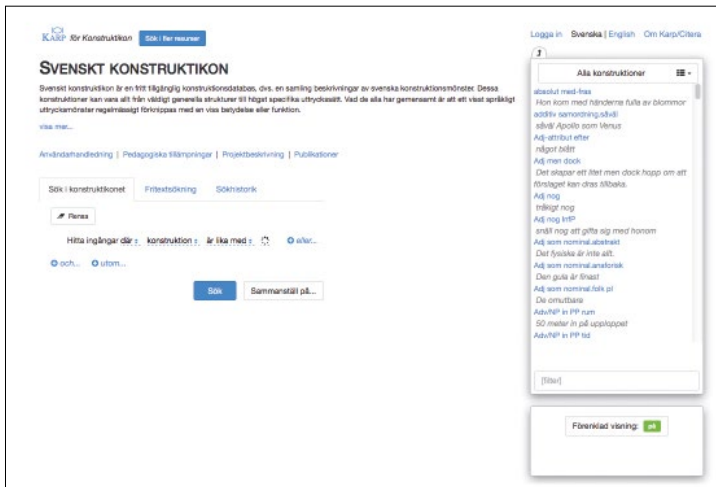 KARP för Konstruktikon Sök i fler resurser
Logga in Svenska | English Om Karp/Citera
SVENSKT KONSTRUKTIKON
Svenskt konstruktikon är en fritt tillgänglig konstruktionsdatabas, dvs. en samling beskrivningar av svenska konstruktionsmönster. Dessa
konstruktioner kan vara allt från väldigt generella strukturer till högst specifika uttryckssätt. Vad de alla har gemensamt är att ett visst språkligt
uttrycksmönster regelmässigt förknippas med en viss betydelse eller funktion.
visa mer...
Användarhandledning | Pedagogiska tillämpningar | Projektbeskrivning | Publikationer
Sök i konstruktikonet Fritextsökning Sökhistorik
Rensa
Hitta ingångar där konstruktion är lika med eller...
och... utom...
Sök Sammanställ på...
Alla konstruktioner
absolut med-fras
Hon kom med händerna fulla av blommor
additiv samordning.såväl
såväl Apollo som Venus
Adj-attribut efter
något blått
Adj men dock
Det skapar ett litet men dock hopp om att
förslaget kan dras tillbaka.
Adj nog
tråkigt nog
Adj nog InfP
snäll nog att gifta sig med honom
Adj som nominal.abstrakt
Det fysiska är inte allt.
Adj som nominal.anaforisk
Den gula är finast
Adj som nominal.folk pl
De omutbara
Adv/NP in PP rum
50 meter in på upploppet
Adv/NP in PP tid
[filter]
Förenklad visning: på